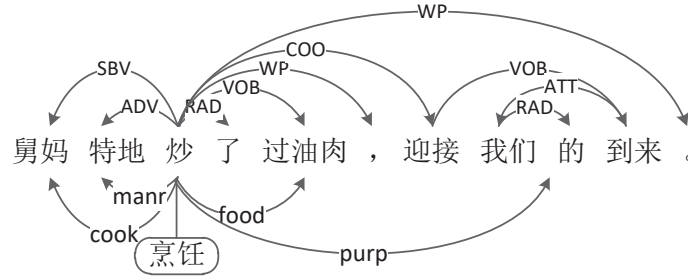 WP
COO
SBV WP VOB
VOB ATT
ADV RAD RAD
舅妈 特地 炒 了 过油肉 ， 迎接 我们 的 到来 。
manr food
cook purp
烹饪